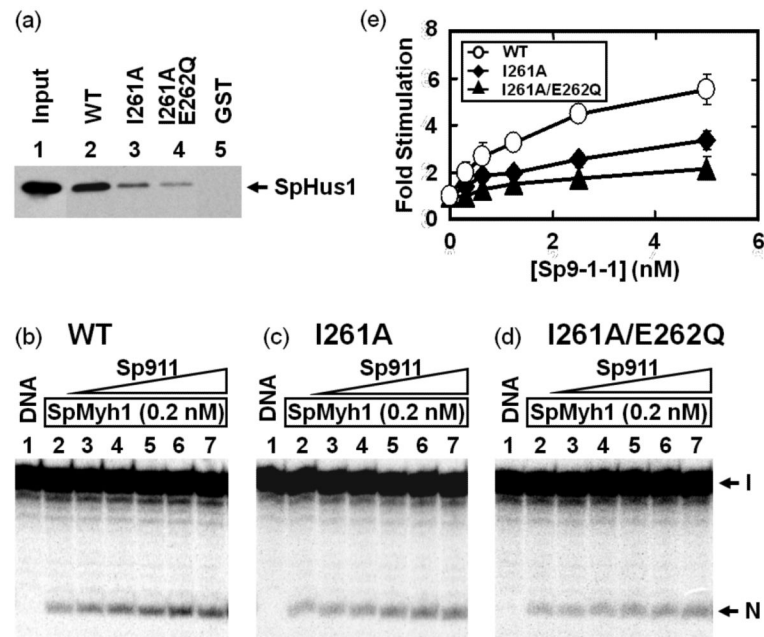 (a)
Input
WT
I261A
I261A
E262Q
GST
1 2 3 4 5
SpHus1
(e)
Fold Stimulation
8
6
4
2
0
WT
I261A
I261A/E262Q
0 2 4 6
[Sp9-1-1] (nM)
(b) WT
Sp911
DNA
SpMyh1 (0.2 nM)
1 2 3 4 5 6 7
(c) I261A
Sp911
DNA
SpMyh1 (0.2 nM)
1 2 3 4 5 6 7
(d) I261A/E262Q
Sp911
DNA
SpMyh1 (0.2 nM)
1 2 3 4 5 6 7
I
N